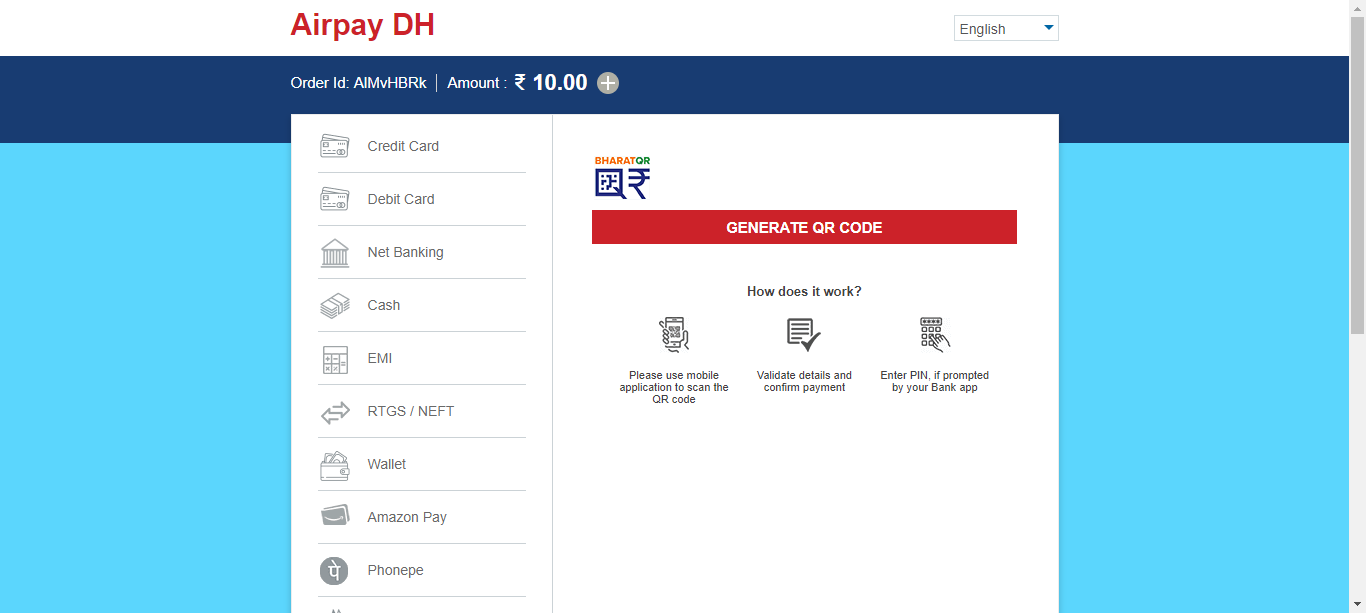 Airpay DH
English
Order Id: AlMvHBRk | Amount : ₹ 10.00
Credit Card
Debit Card
Net Banking
Cash
EMI
RTGS / NEFT
Wallet
Amazon Pay
पे
Phonepe
BHARATQR
GENERATE QR CODE
How does it work?
Please use mobile
application to scan the
QR code
Validate details and
confirm payment
Enter PIN, if prompted
by your Bank app